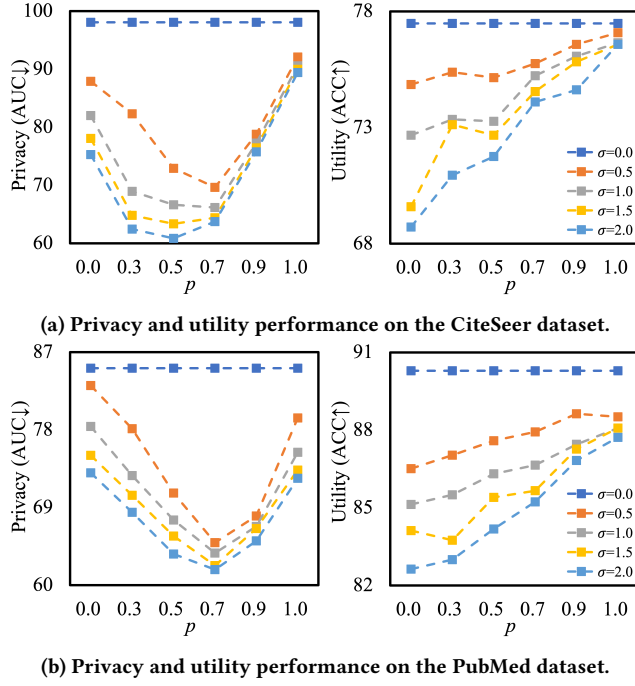 100
90
80
70
60
Privacy (AUC↓)
0.0 0.3 0.5 0.7 0.9 1.0
p
78
73
68
Utility (ACC↑)
σ=0.0
σ=0.5
σ=1.0
σ=1.5
σ=2.0
0.0 0.3 0.5 0.7 0.9 1.0
p
(a) Privacy and utility performance on the CiteSeer dataset.
87
78
69
60
Privacy (AUC↓)
0.0 0.3 0.5 0.7 0.9 1.0
p
91
88
85
82
Utility (ACC↑)
σ=0.0
σ=0.5
σ=1.0
σ=1.5
σ=2.0
0.0 0.3 0.5 0.7 0.9 1.0
p
(b) Privacy and utility performance on the PubMed dataset.